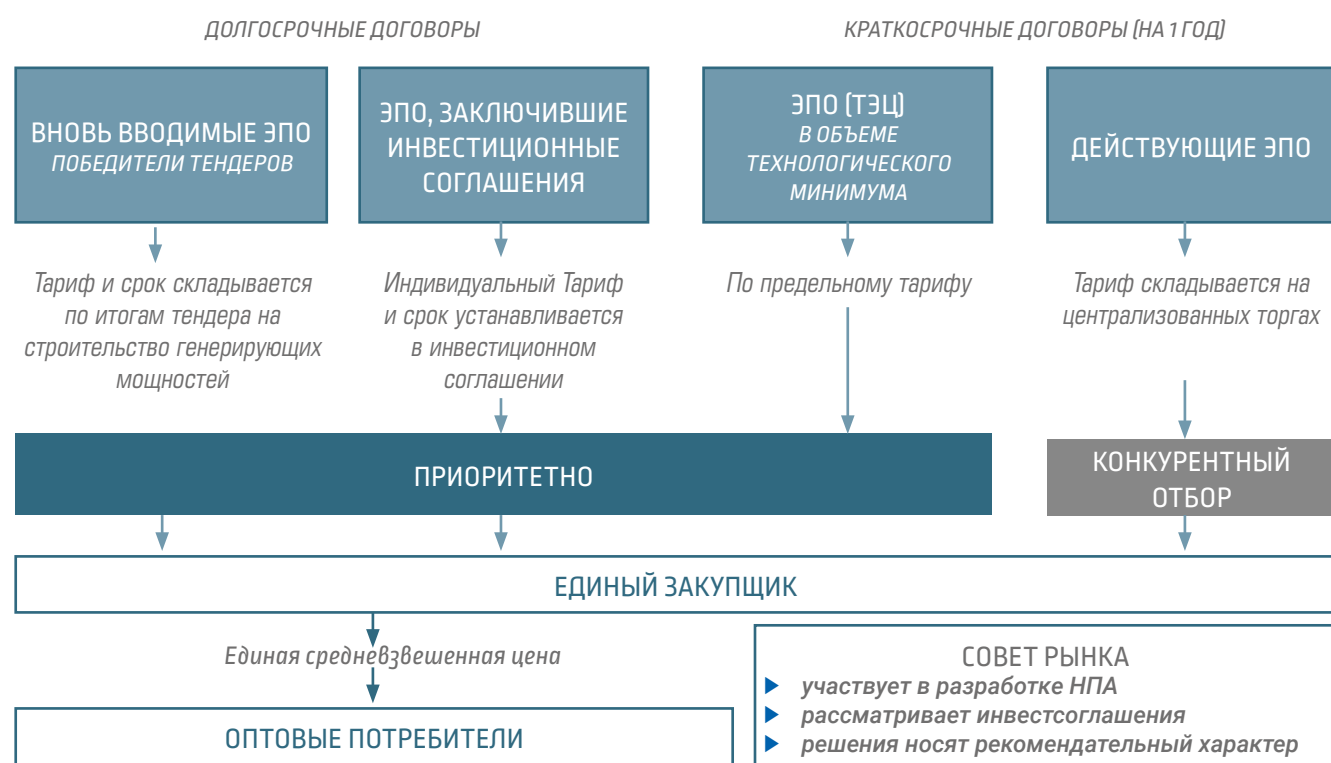 ДОЛГОСРОЧНЫЕ ДОГОВОРЫ
КРАТКОСРОЧНЫЕ ДОГОВОРЫ (НА 1 ГОД)
ВНОВЬ ВВОДИМЫЕ ЭПО
ПОБЕДИТЕЛИ ТЕНДЕРОВ
ЭПО, ЗАКЛЮЧИВШИЕ
ИНВЕСТИЦИОННЫЕ
СОГЛАШЕНИЯ
ЭПО (ТЭЦ)
В ОБЪЕМЕ
ТЕХНОЛОГИЧЕСКОГО
МИНИМУМА
ДЕЙСТВУЮЩИЕ ЭПО
Тариф и срок складывается
по итогам тендера на
строительство генерирующих
мощностей
Индивидуальный Тариф
и срок устанавливается
в инвестиционном
соглашении
По предельному тарифу
Тариф складывается на
централизованных торгах
ПРИОРИТЕТНО
КОНКУРЕНТНЫЙ
ОТБОР
ЕДИНЫЙ ЗАКУПЩИК
Единая средневзвешенная цена
ОПТОВЫЕ ПОТРЕБИТЕЛИ
СОВЕТ РЫНКА
участвует в разработке НПА
рассматривает инвестсоглашения
решения носят рекомендательный характер